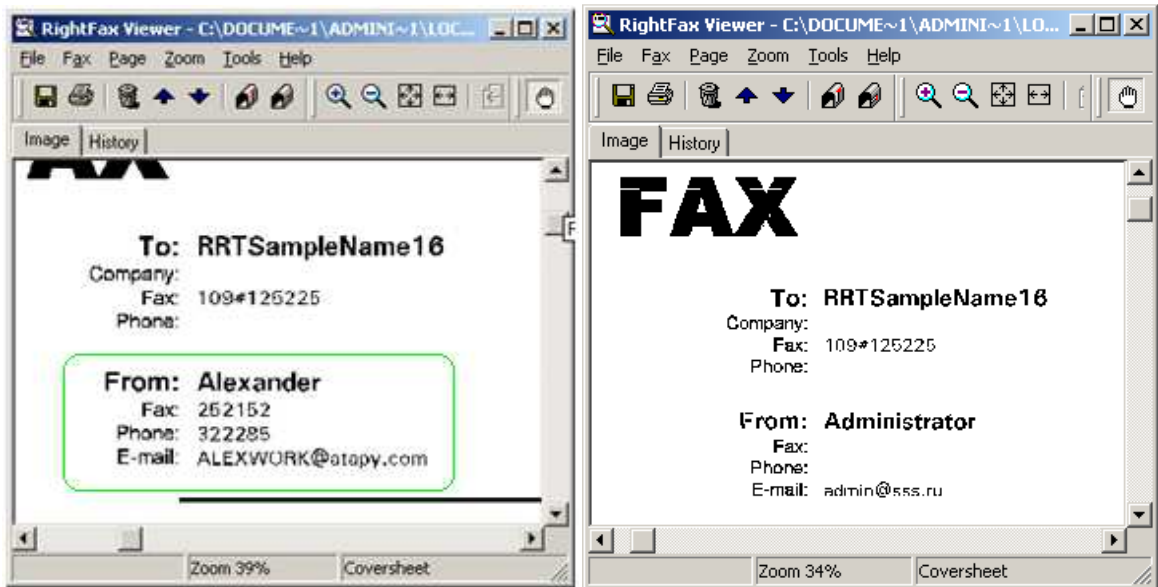 RightFax Viewer - C:\DOCUME~1\ADMINI~1\LOC...
File Fax Page Zoom Tools Help
Image History
FAX
To: RRTSampleName16
Company:
Fax: 109#125225
Phone:
From: Alexander
Fax: 252152
Phone: 322285
E-mail: ALEXWORK@atapy.com
Zoom 39% Coversheet
RightFax Viewer - C:\DOCUME~1\ADMINI~1\LO...
File Fax Page Zoom Tools Help
Image History
FAX
To: RRTSampleName16
Company:
Fax: 109#125225
Phone:
From: Administrator
Fax:
Phone:
E-mail: admin@sss.ru
Zoom 34% Coversheet